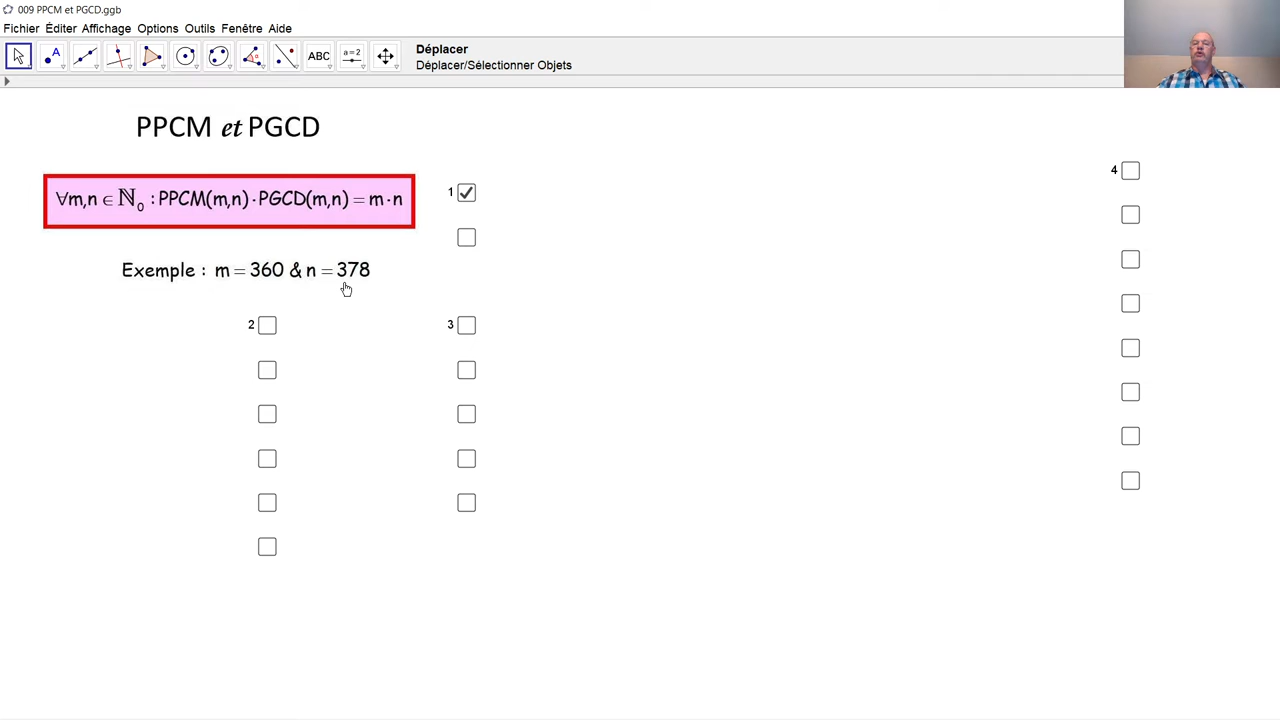 009 PPCM et PGCD.ggb
Fichier Éditer Affichage Options Outils Fenêtre Aide
A ABC a=2 Déplacer
Déplacer/Sélectionner Objets
PPCM et PGCD
∀m,n ∈ ℕ₀ : PPCM(m,n) · PGCD(m,n) = m · n
Exemple : m = 360 & n = 378
1
2
3
4